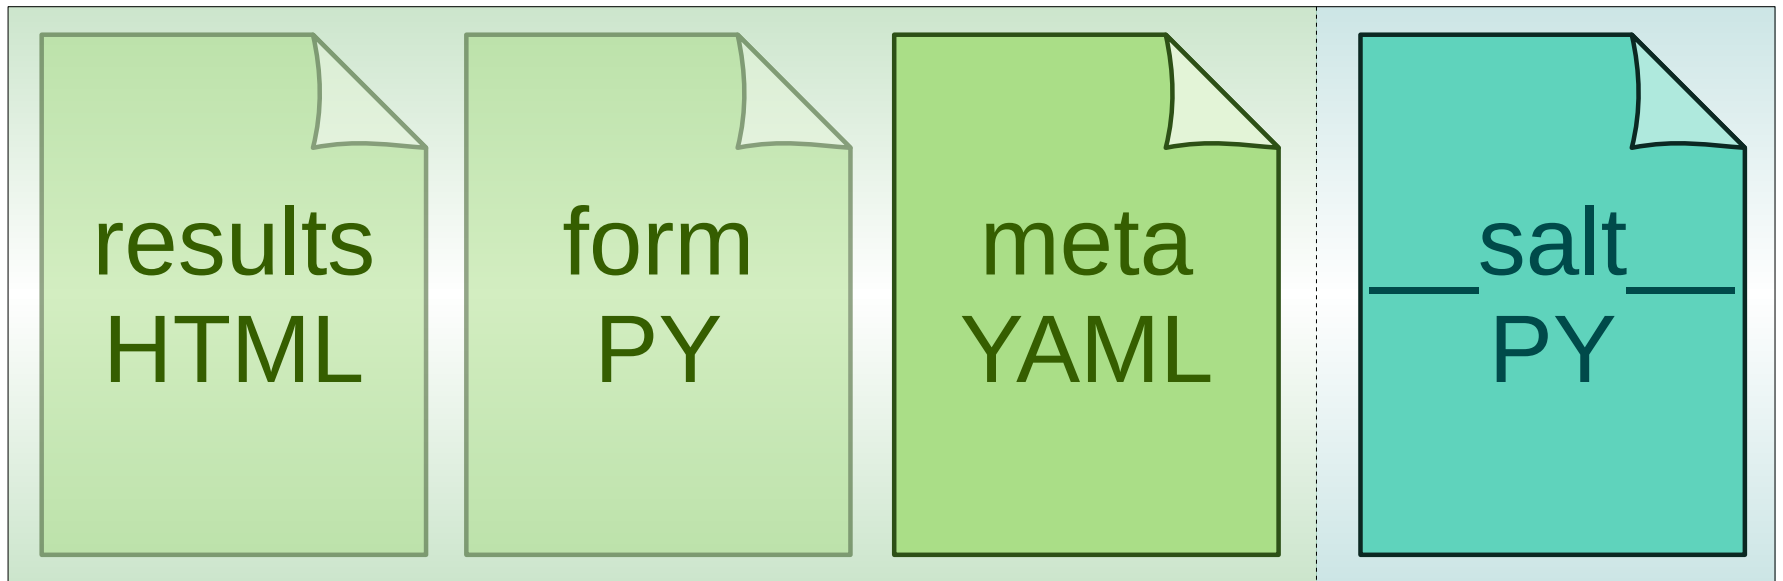 results
HTML
form
PY
meta
YAML
__salt__
PY